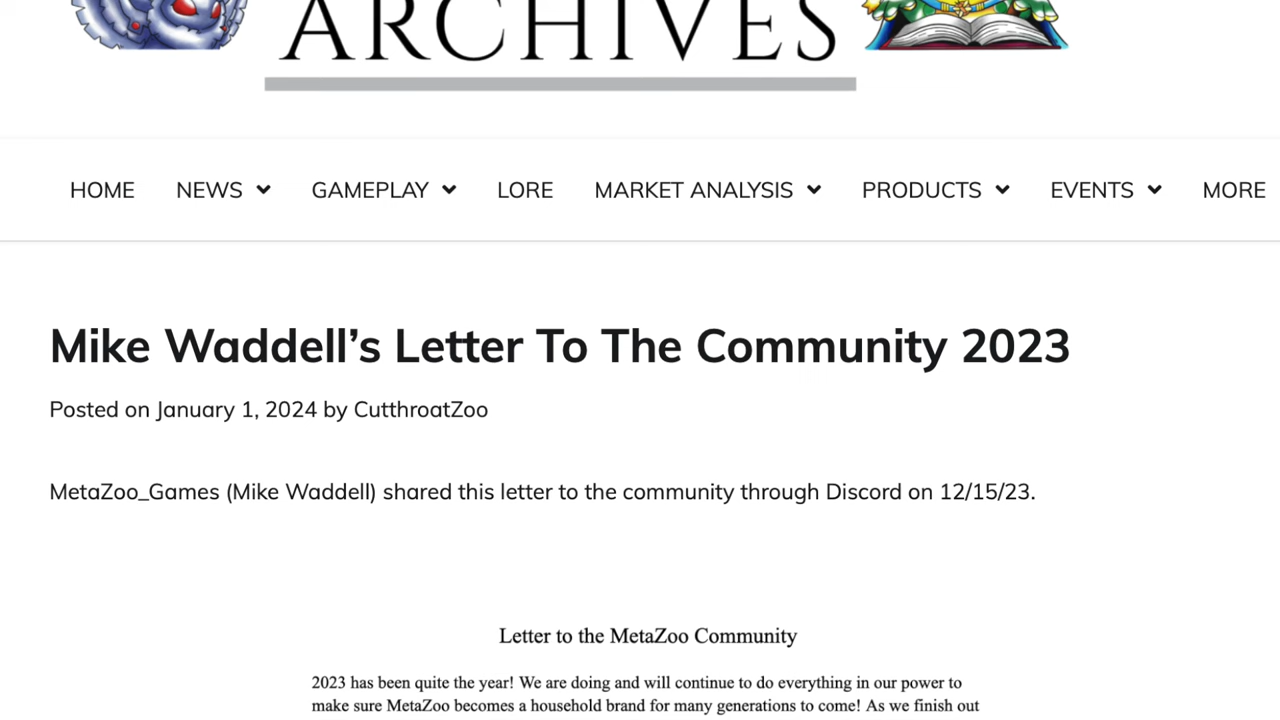 ARCHIVES
HOME NEWS GAMEPLAY LORE MARKET ANALYSIS PRODUCTS EVENTS MORE
Mike Waddell’s Letter To The Community 2023
Posted on January 1, 2024 by CutthroatZoo
MetaZoo_Games (Mike Waddell) shared this letter to the community through Discord on 12/15/23.
Letter to the MetaZoo Community
2023 has been quite the year! We are doing and will continue to do everything in our power to
make sure MetaZoo becomes a household brand for many generations to come! As we finish out